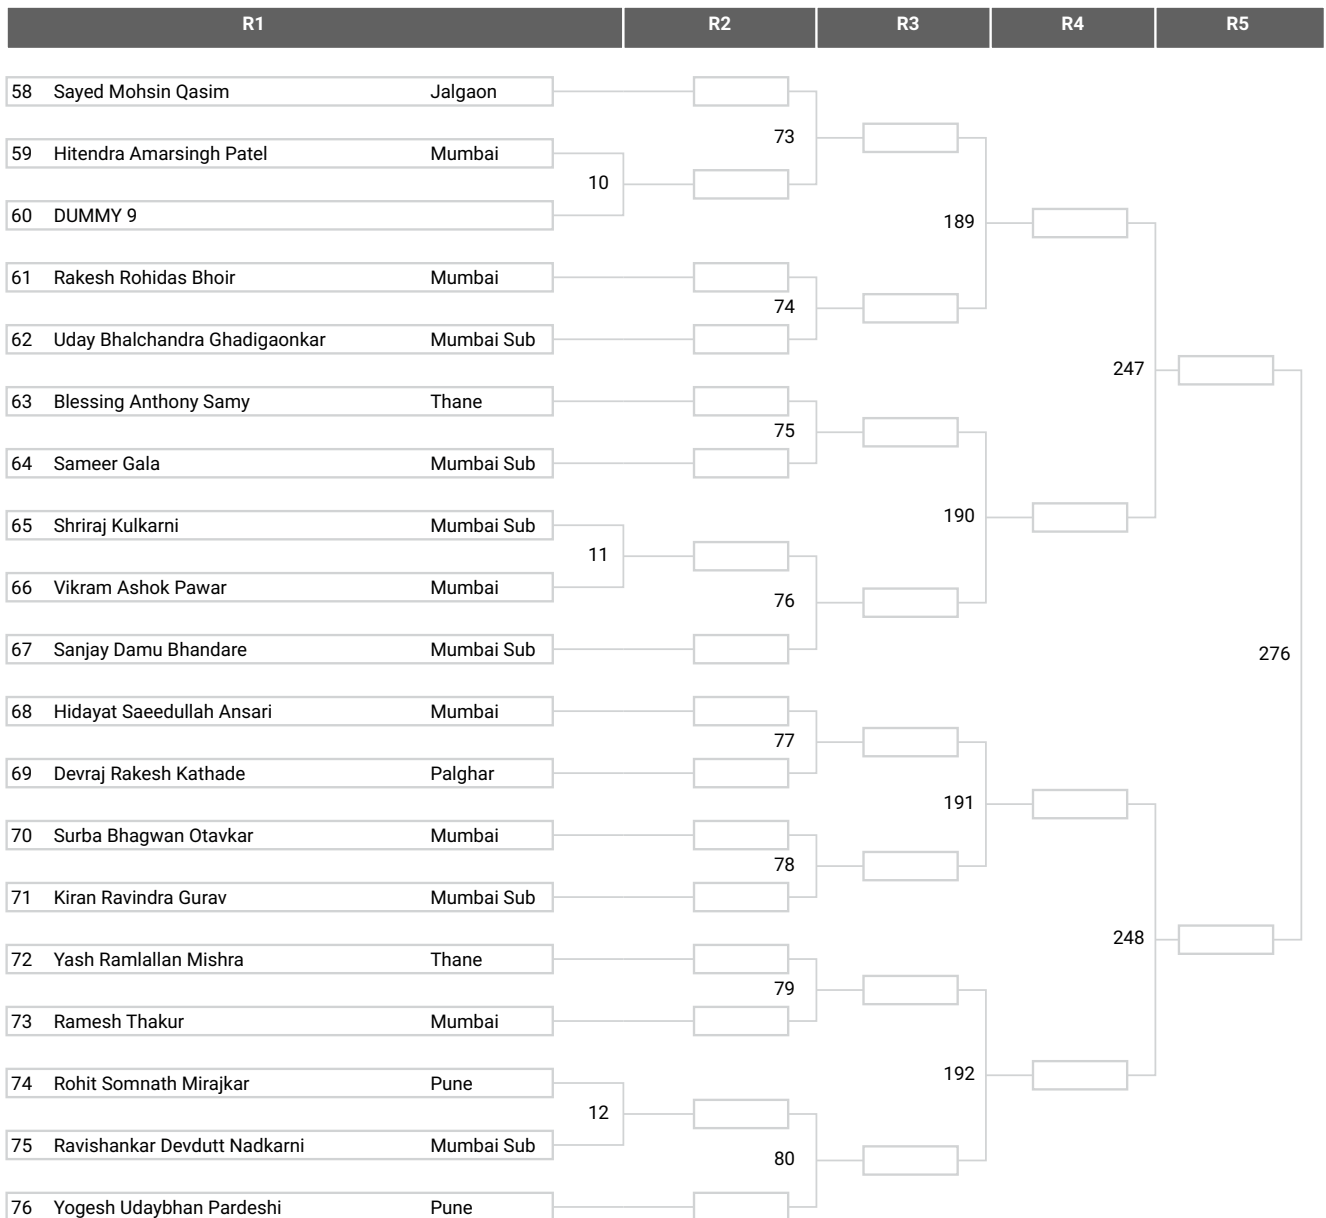 R1 R2 R3 R4 R5
58 Sayed Mohsin Qasim Jalgaon
73
59 Hitendra Amarsingh Patel Mumbai
10
60 DUMMY 9
189
61 Rakesh Rohidas Bhoir Mumbai
74
62 Uday Bhalchandra Ghadigaonkar Mumbai Sub
247
63 Blessing Anthony Samy Thane
75
64 Sameer Gala Mumbai Sub
190
65 Shriraj Kulkarni Mumbai Sub
11
66 Vikram Ashok Pawar Mumbai
76
67 Sanjay Damu Bhandare Mumbai Sub
276
68 Hidayat Saeedullah Ansari Mumbai
77
69 Devraj Rakesh Kathade Palghar
191
70 Surba Bhagwan Otavkar Mumbai
78
71 Kiran Ravindra Gurav Mumbai Sub
248
72 Yash Ramlallan Mishra Thane
79
73 Ramesh Thakur Mumbai
192
74 Rohit Somnath Mirajkar Pune
12
75 Ravishankar Devdutt Nadkarni Mumbai Sub
80
76 Yogesh Udaybhan Pardeshi Pune